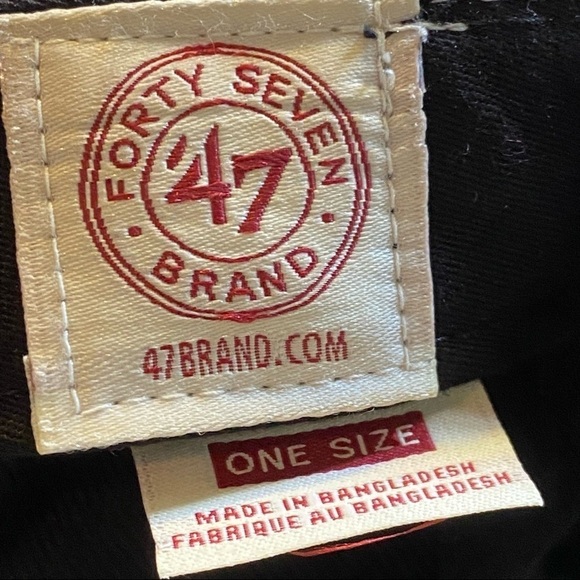 FORTY SEVEN
'47
· BRAND ·
47BRAND.COM
ONE SIZE
MADE IN BANGLADESH
FABRIQUE AU BANGLADESH